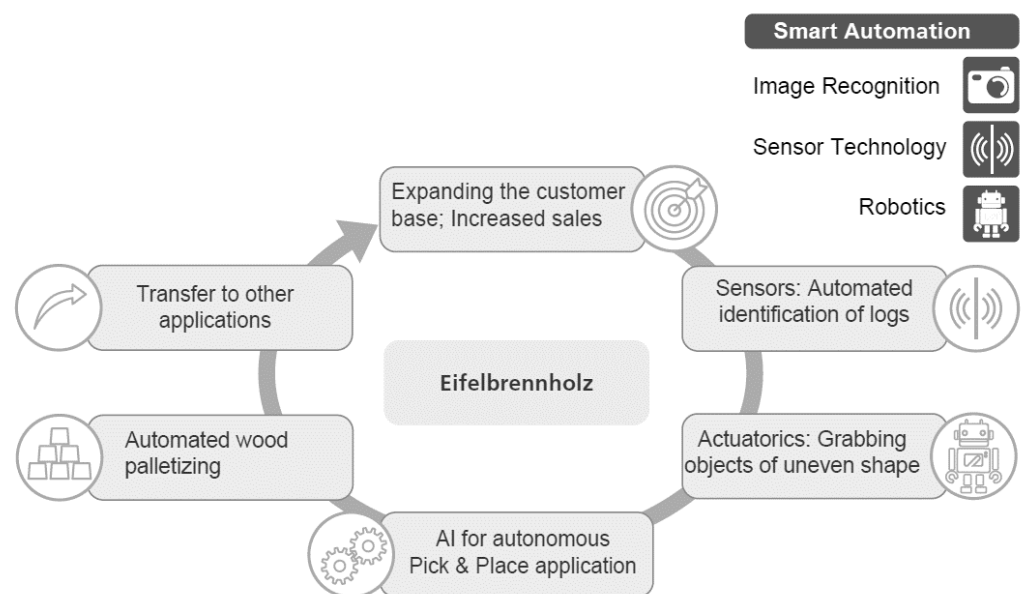 Smart Automation
Image Recognition
Sensor Technology
Robotics
Expanding the customer
base; Increased sales
Sensors: Automated
identification of logs
Actuatorics: Grabbing
objects of uneven shape
AI for autonomous
Pick & Place application
Automated wood
palletizing
Transfer to other
applications
Eifelbrennholz